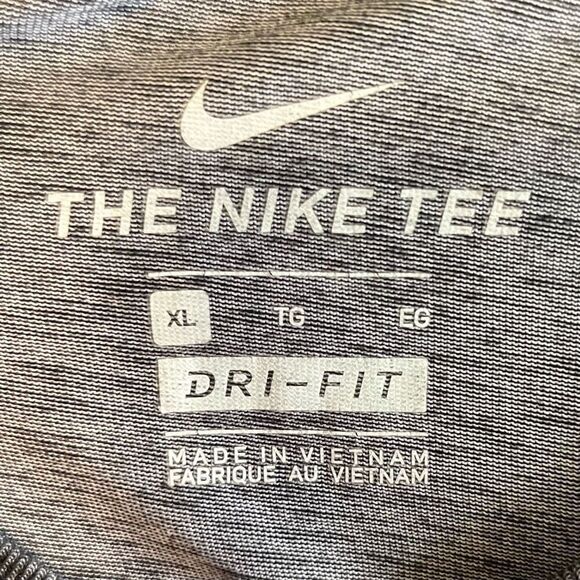 THE NIKE TEE
XL TG EG
DRI-FIT
MADE IN VIETNAM
FABRIQUE AU VIETNAM